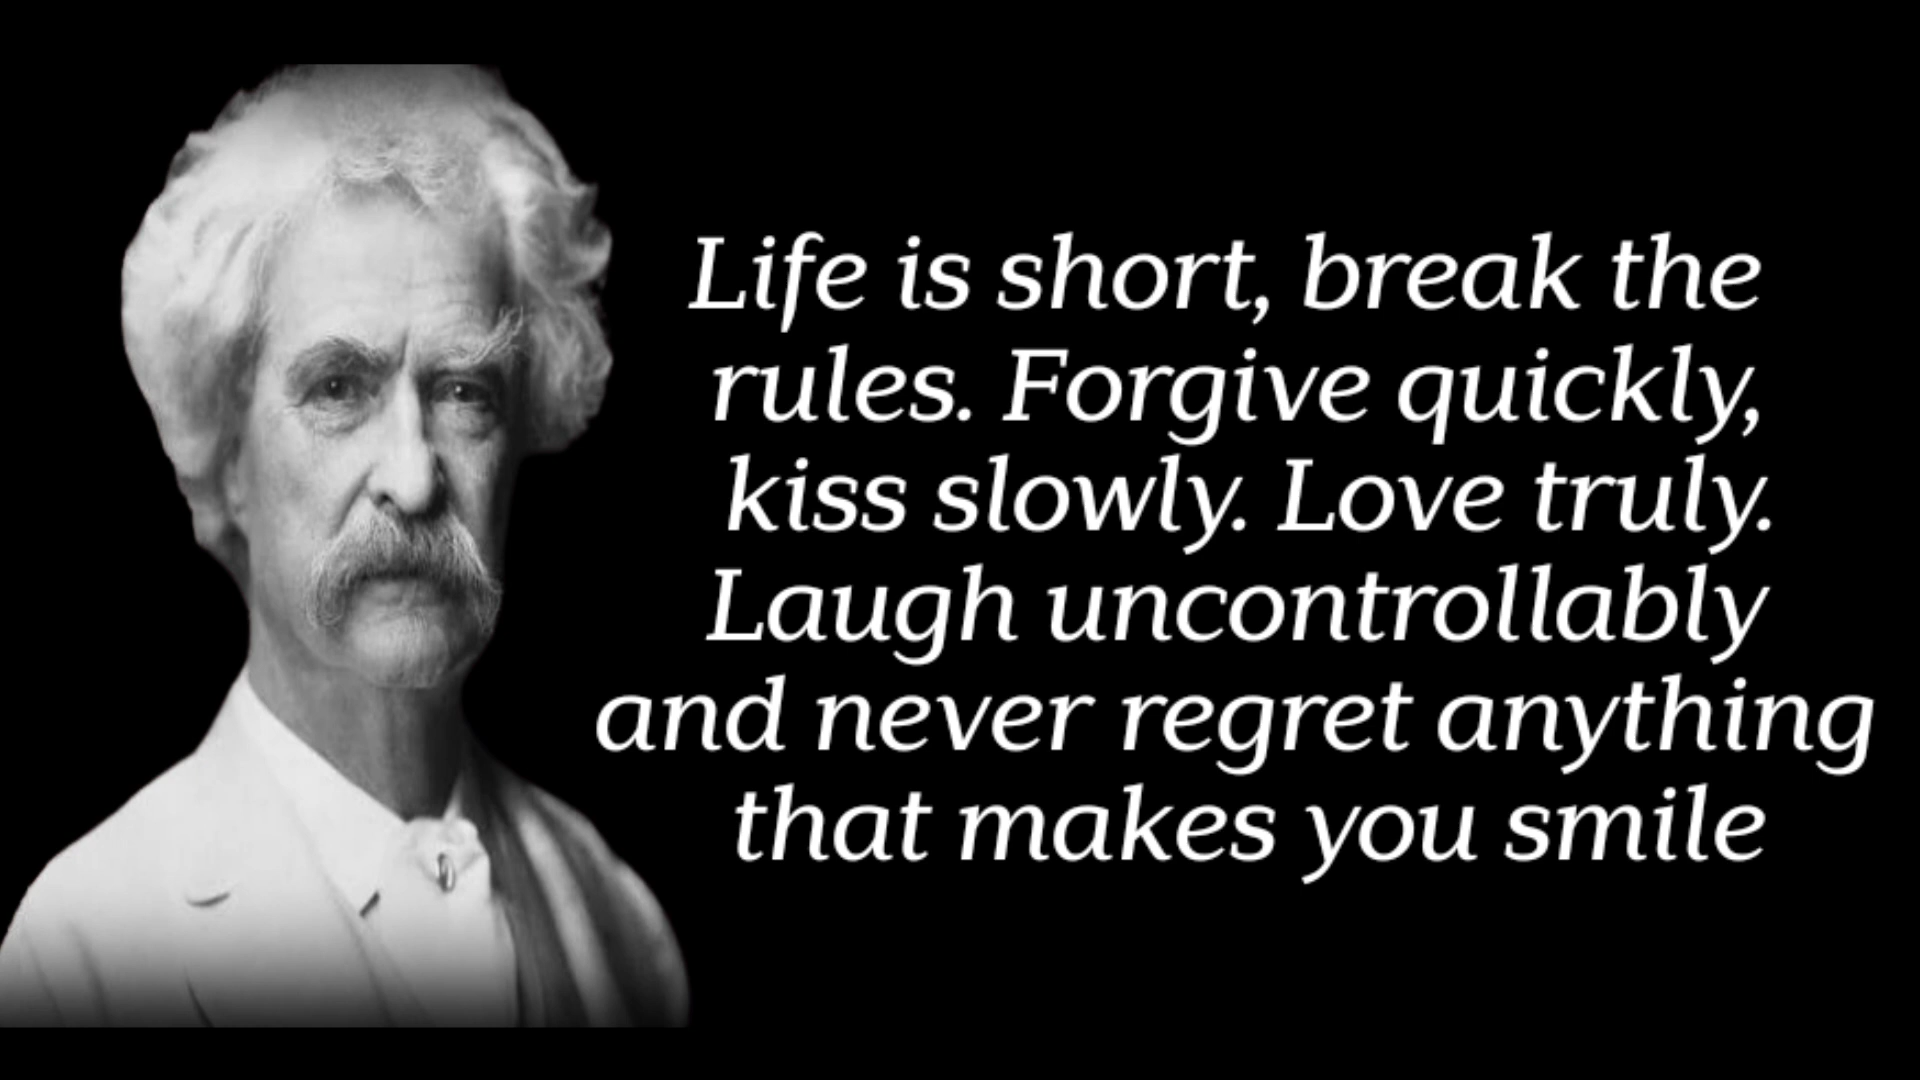 Life is short, break the
rules. Forgive quickly,
kiss slowly. Love truly.
Laugh uncontrollably
and never regret anything
that makes you smile